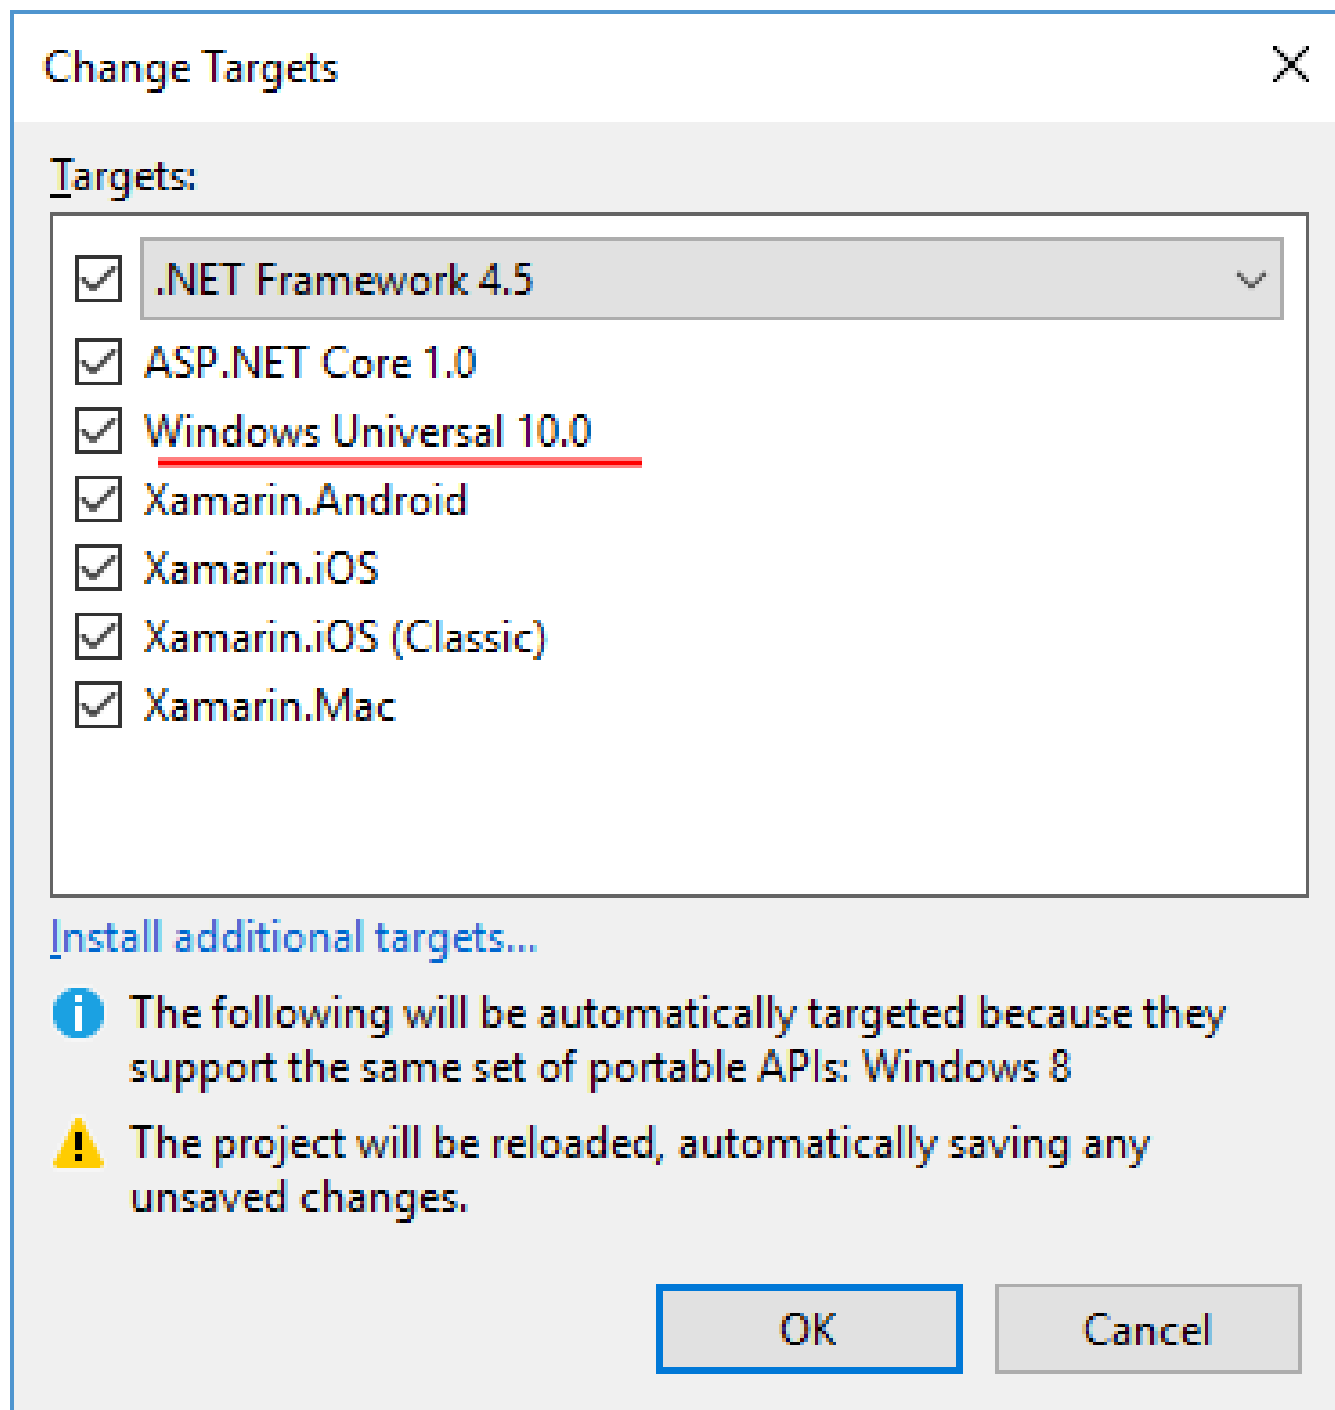 Change Targets
Targets:
.NET Framework 4.5
ASP.NET Core 1.0
Windows Universal 10.0
Xamarin.Android
Xamarin.iOS
Xamarin.iOS (Classic)
Xamarin.Mac
Install additional targets...
The following will be automatically targeted because they
support the same set of portable APIs: Windows 8
The project will be reloaded, automatically saving any
unsaved changes.
OK
Cancel